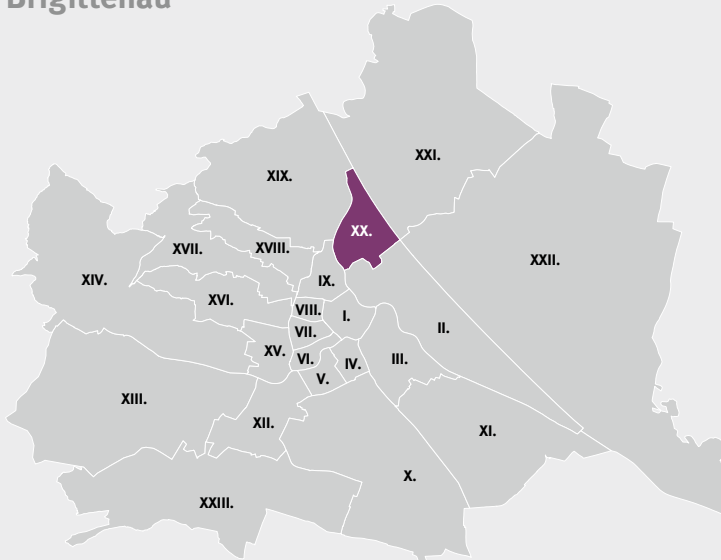 Brigittenau
XXI.
XIX.
XX.
XVII.
XVIII.
XXII.
XIV.
IX.
XVI.
VIII.
I.
II.
VII.
XV.
VI.
IV.
III.
V.
XIII.
XII.
XI.
X.
XXIII.